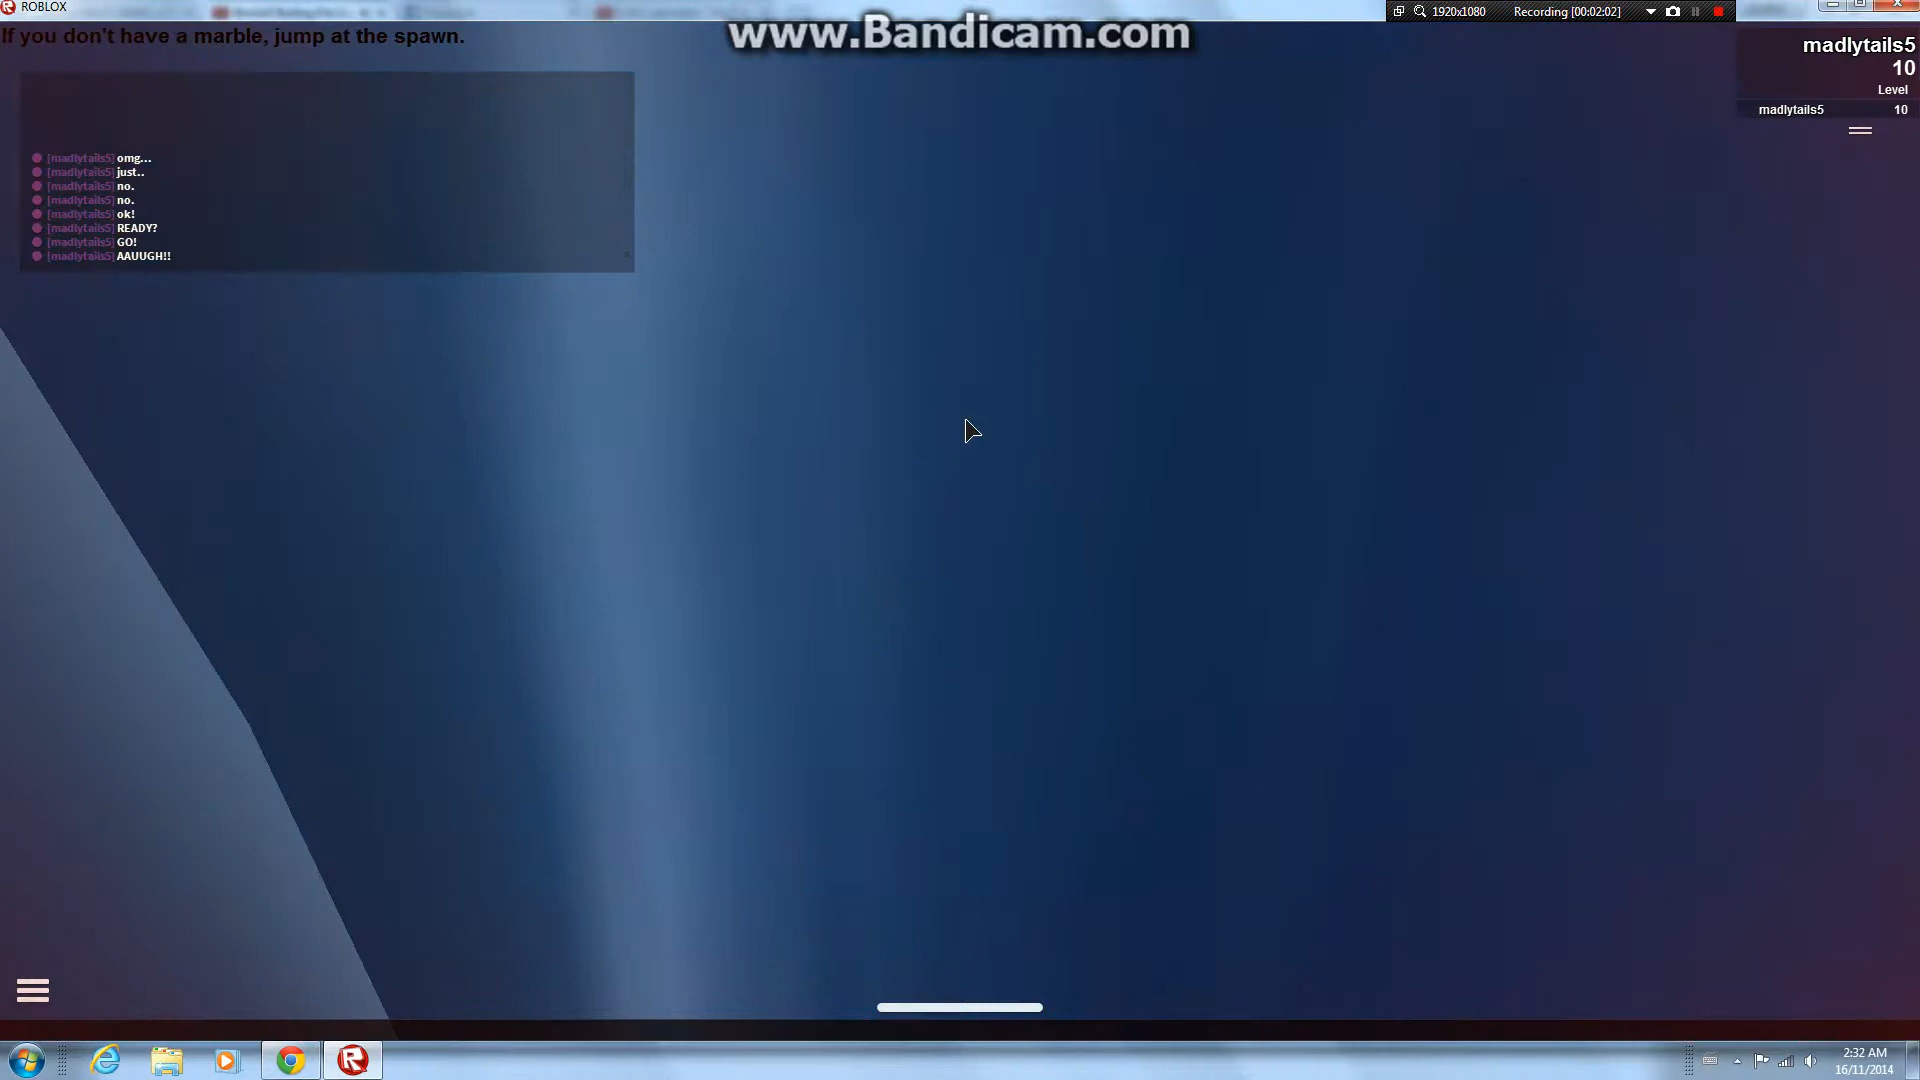 ROBLOX
www.Bandicam.com
1920x1080 Recording [00:02:02]
If you don't have a marble, jump at the spawn.
madlytails5
10
Level
madlytails5 10
[madlytails5] omg...
[madlytails5] just..
[madlytails5] no.
[madlytails5] no.
[madlytails5] ok!
[madlytails5] READY?
[madlytails5] GO!
[madlytails5] AAUUGH!!
2:32 AM
16/11/2014